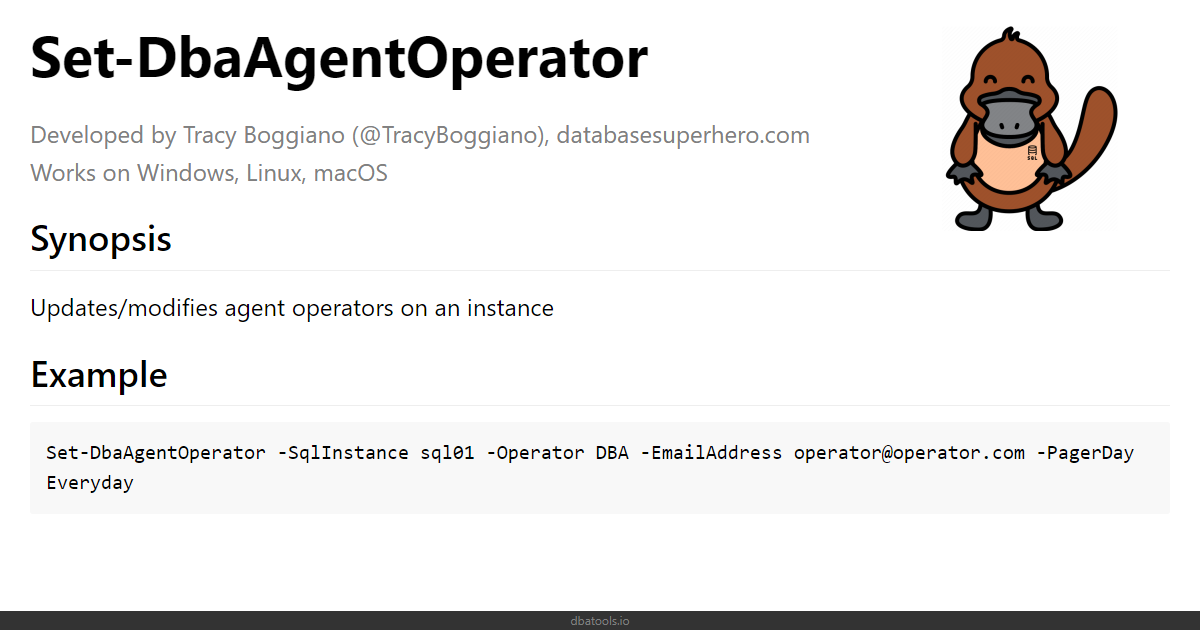 Set-DbaAgentOperator
Developed by Tracy Boggiano (@TracyBoggiano), databasesuperhero.com
Works on Windows, Linux, macOS
SQL
Synopsis
Updates/modifies agent operators on an instance
Example
Set-DbaAgentOperator -SqlInstance sql01 -Operator DBA -EmailAddress operator@operator.com -PagerDay
Everyday
dbatools.io